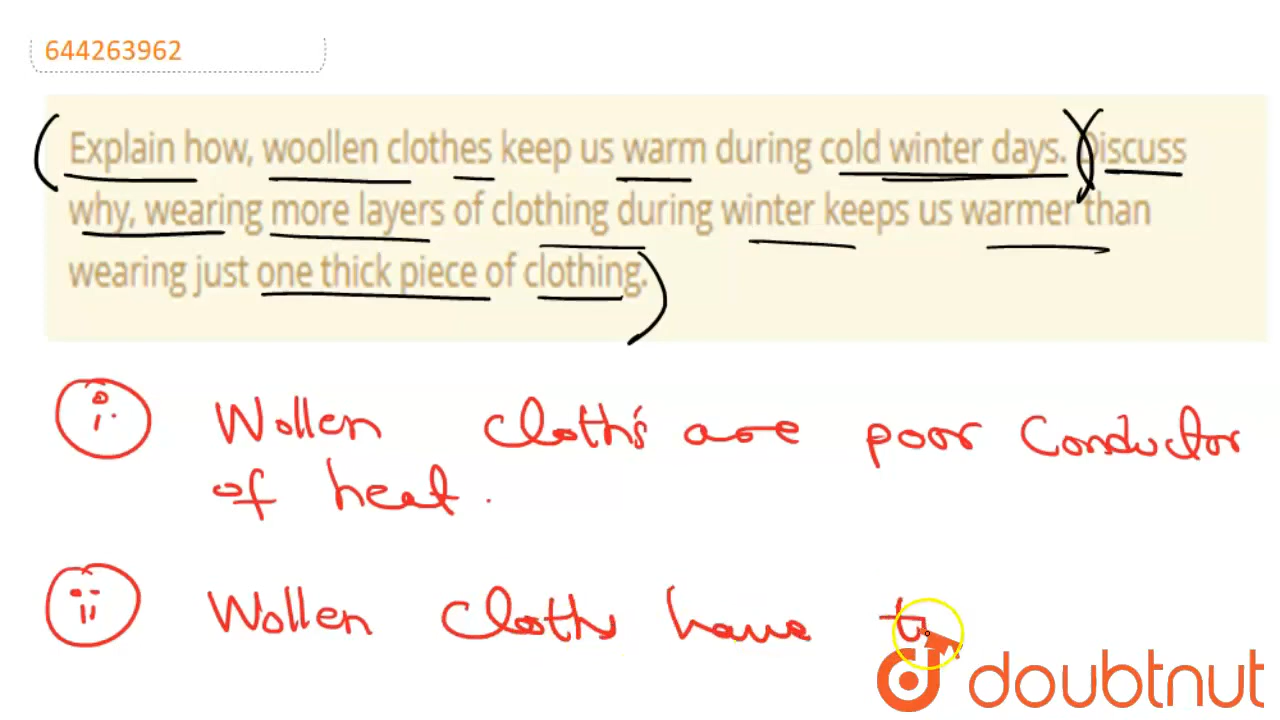 644263962
Explain how, woollen clothes keep us warm during cold winter days. Discuss
why, wearing more layers of clothing during winter keeps us warmer than
wearing just one thick piece of clothing.
i Wollen cloth's are poor conductor
of heat.
ii Wollen cloths have t
doubtnut